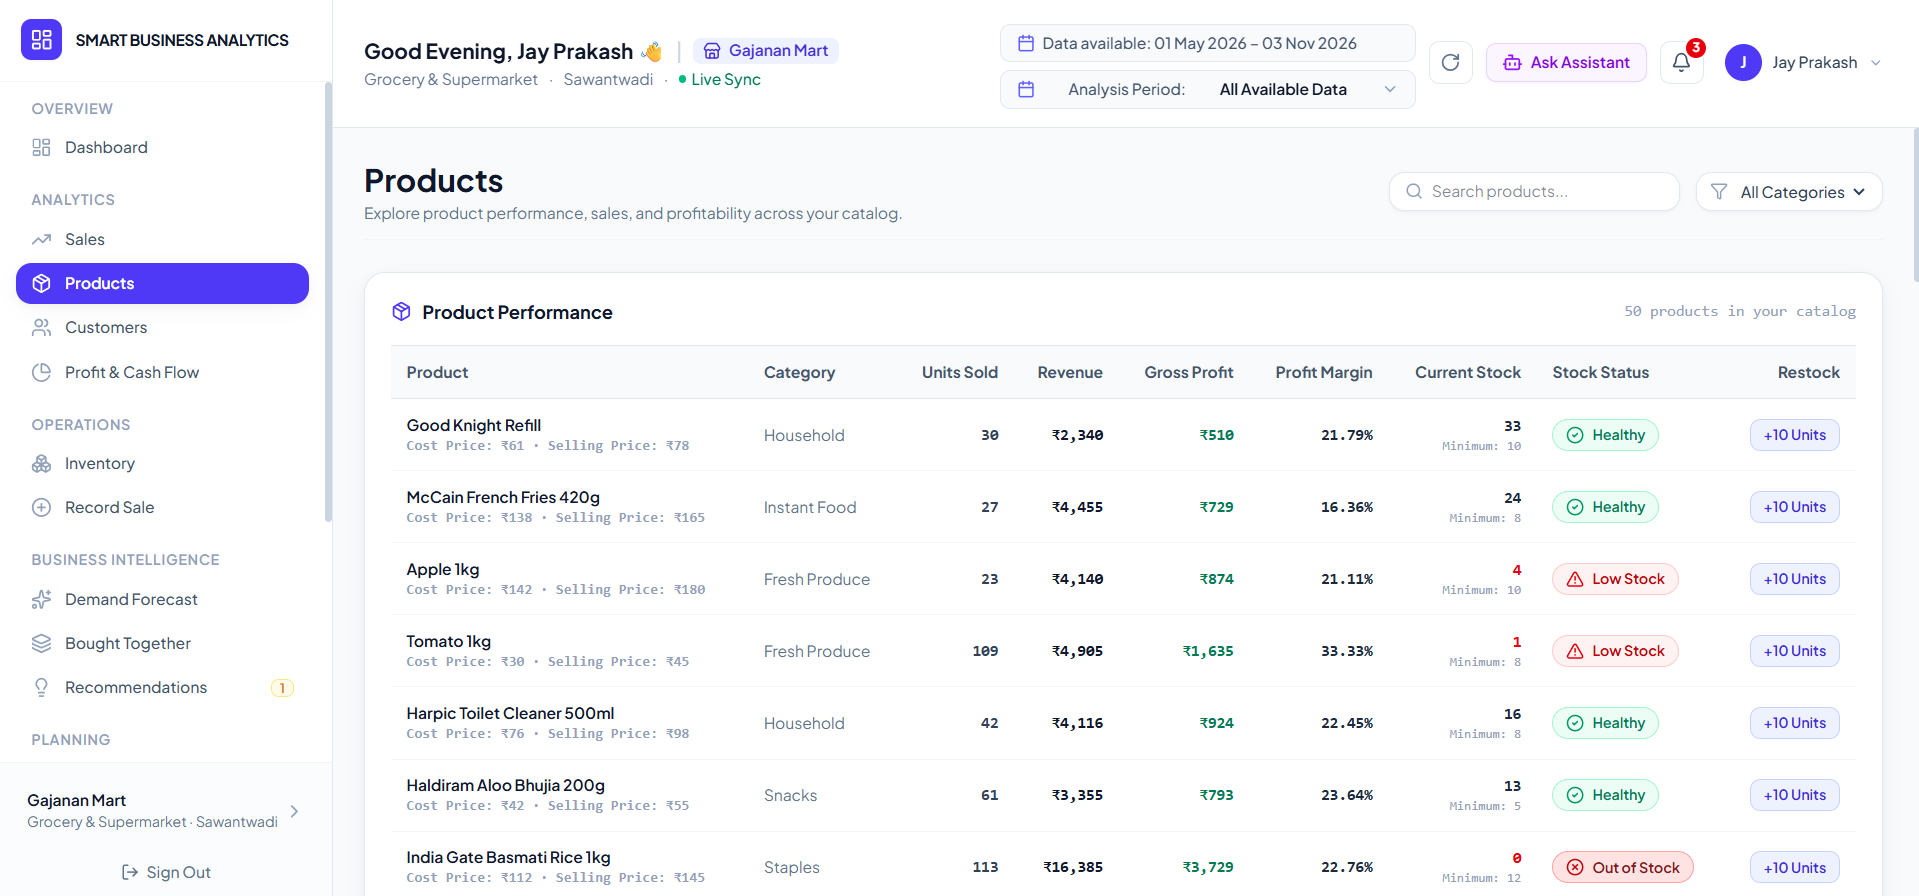 SMART BUSINESS ANALYTICS
OVERVIEW
Dashboard
ANALYTICS
Sales
Products
Customers
Profit & Cash Flow
OPERATIONS
Inventory
Record Sale
BUSINESS INTELLIGENCE
Demand Forecast
Bought Together
Recommendations 1
PLANNING
Gajanan Mart
Grocery & Supermarket · Sawantwadi
Sign Out
Good Evening, Jay Prakash 👋 | Gajanan Mart
Grocery & Supermarket · Sawantwadi · Live Sync
Data available: 01 May 2026 – 03 Nov 2026
Analysis Period: All Available Data
Ask Assistant
3
J Jay Prakash
Products
Explore product performance, sales, and profitability across your catalog.
Search products...
All Categories
Product Performance
50 products in your catalog
Product Category Units Sold Revenue Gross Profit Profit Margin Current Stock Stock Status Restock
Good Knight Refill Household 30 ₹2,340 ₹510 21.79% 33 Healthy +10 Units
Cost Price: ₹61 • Selling Price: ₹78 Minimum: 10
McCain French Fries 420g Instant Food 27 ₹4,455 ₹729 16.36% 24 Healthy +10 Units
Cost Price: ₹138 • Selling Price: ₹165 Minimum: 8
Apple 1kg Fresh Produce 23 ₹4,140 ₹874 21.11% 4 Low Stock +10 Units
Cost Price: ₹142 • Selling Price: ₹180 Minimum: 10
Tomato 1kg Fresh Produce 109 ₹4,905 ₹1,635 33.33% 1 Low Stock +10 Units
Cost Price: ₹30 • Selling Price: ₹45 Minimum: 8
Harpic Toilet Cleaner 500ml Household 42 ₹4,116 ₹924 22.45% 16 Healthy +10 Units
Cost Price: ₹76 • Selling Price: ₹98 Minimum: 8
Haldiram Aloo Bhujia 200g Snacks 61 ₹3,355 ₹793 23.64% 13 Healthy +10 Units
Cost Price: ₹42 • Selling Price: ₹55 Minimum: 5
India Gate Basmati Rice 1kg Staples 113 ₹16,385 ₹3,729 22.76% 0 Out of Stock +10 Units
Cost Price: ₹112 • Selling Price: ₹145 Minimum: 12